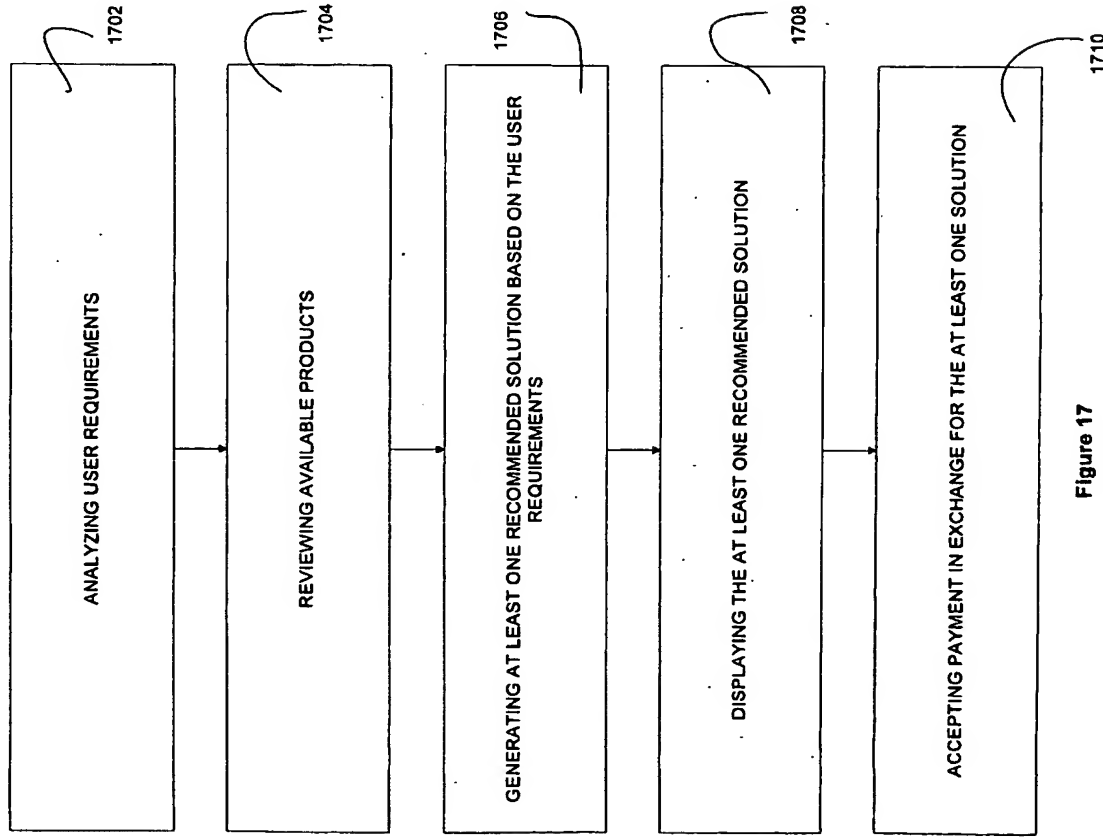 ANALYZING USER REQUIREMENTS
1702
REVIEWING AVAILABLE PRODUCTS
1704
GENERATING AT LEAST ONE RECOMMENDED SOLUTION BASED ON THE USER
REQUIREMENTS
1706
DISPLAYING THE AT LEAST ONE RECOMMENDED SOLUTION
1708
ACCEPTING PAYMENT IN EXCHANGE FOR THE AT LEAST ONE SOLUTION
1710
Figure 17